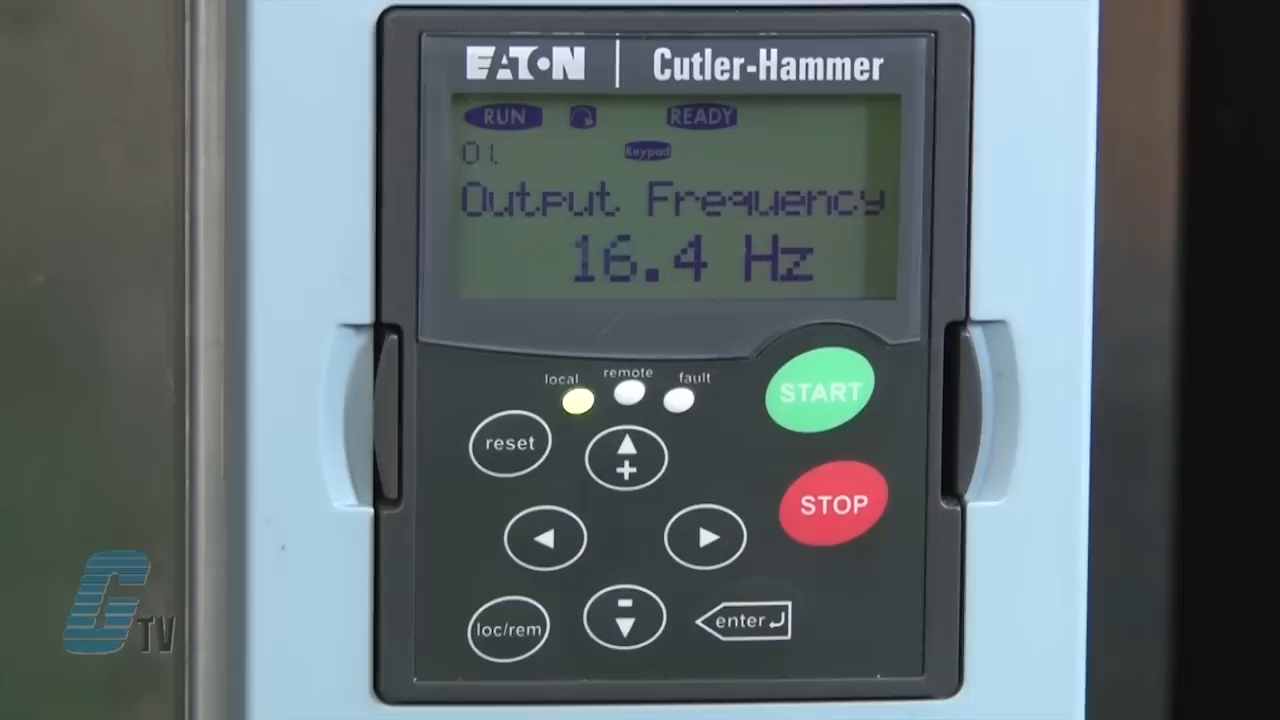 EATON | Cutler-Hammer
RUN READY
01. Keypad
Output Frequency
16.4 Hz
local remote fault
START
reset
+
STOP
-
loc/rem
enter
GTV